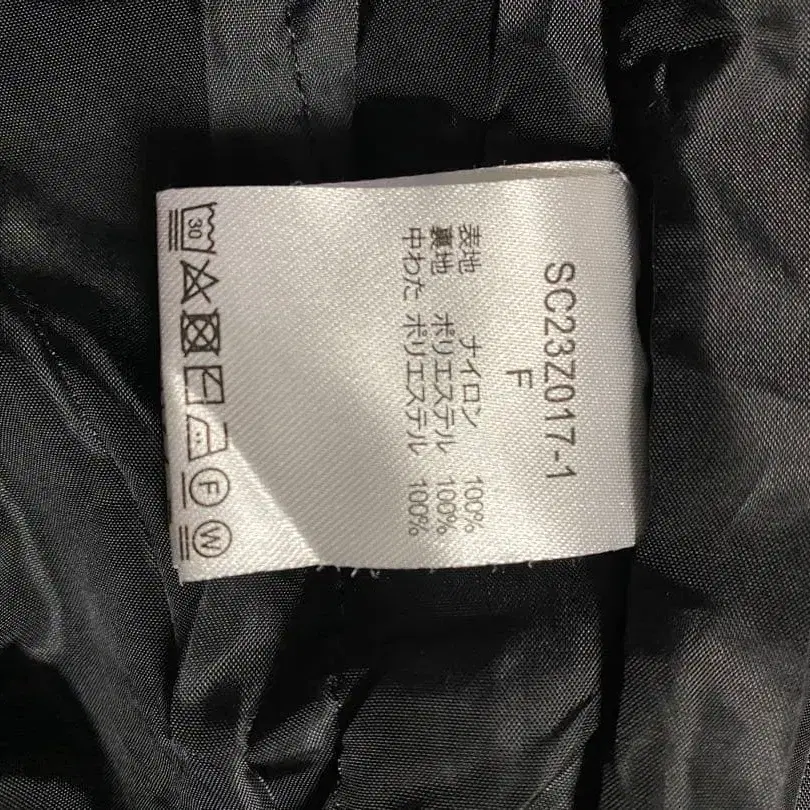 SC23Z017-1
F
表地 ナイロン 100%
裏地 ポリエステル 100%
中わた ポリエステル 100%
30
F
W